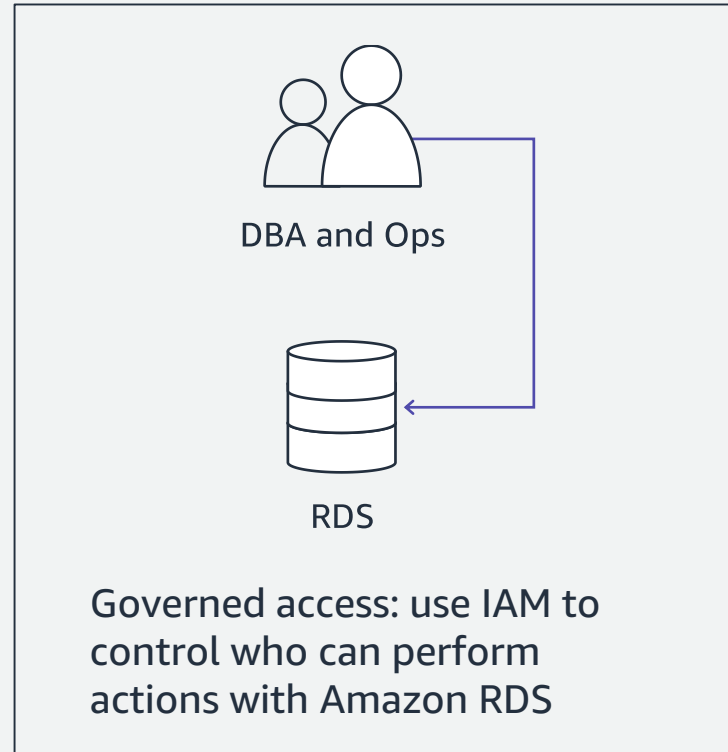 DBA and Ops
RDS
Governed access: use IAM to
control who can perform
actions with Amazon RDS